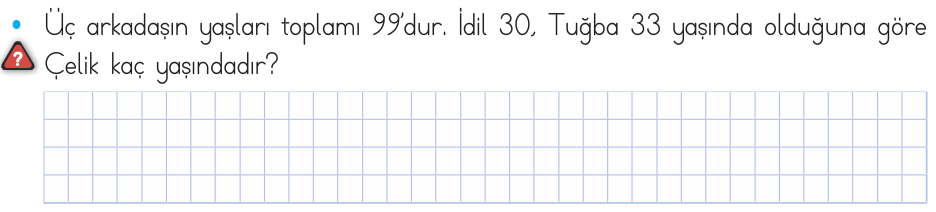 • Üç arkadaşın yaşları toplamı 99’dur. İdil 30, Tuğba 33 yaşında olduğuna göre
? Çelik kaç yaşındadır?